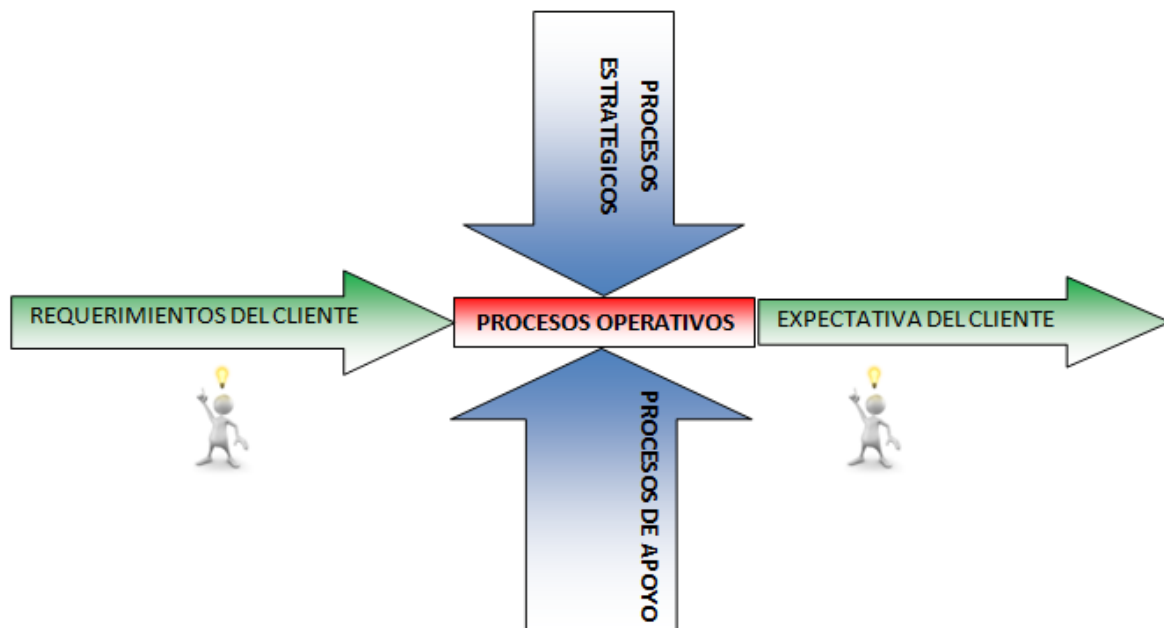 PROCESOS
ESTRATEGICOS
REQUERIMIENTOS DEL CLIENTE
PROCESOS OPERATIVOS
EXPECTATIVA DEL CLIENTE
PROCESOS DE APOYO